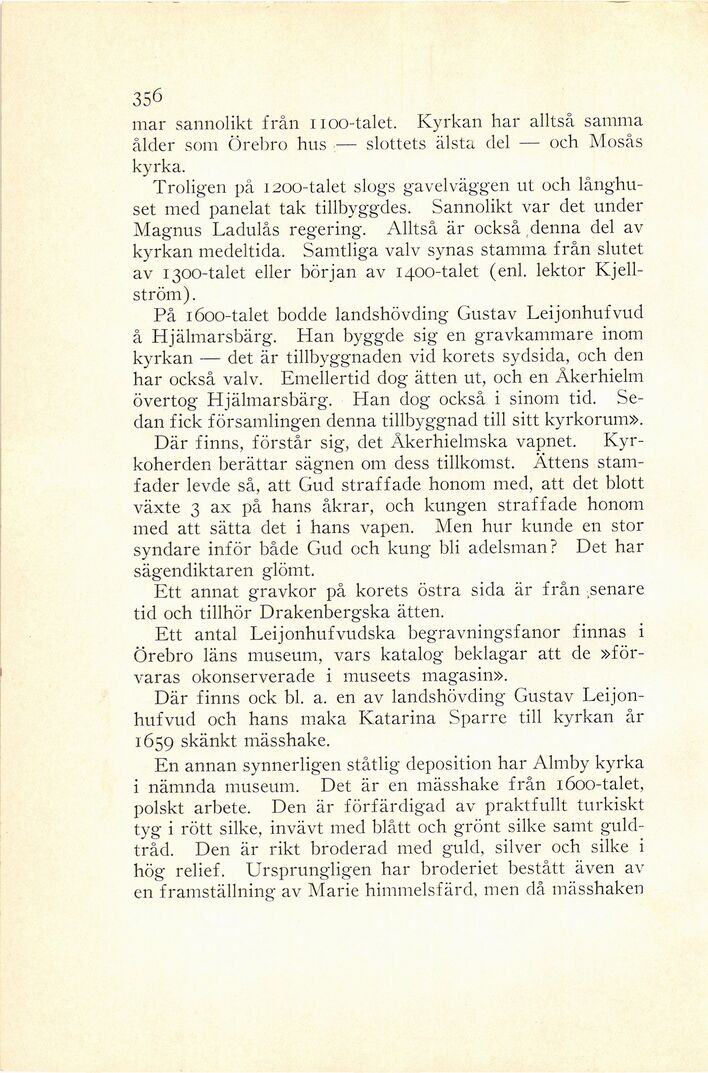 356
mar sannolikt från 1100-talet. Kyrkan har alltså samma
ålder som Örebro hus — slottets älsta del — och Mosås
kyrka.
Troligen på 1200-talet slogs gavelväggen ut och långhu-
set med panelat tak tillbyggdes. Sannolikt var det under
Magnus Ladulås regering. Alltså är också denna del av
kyrkan medeltida. Samtliga valv synas stamma från slutet
av 1300-talet eller början av 1400-talet (enl. lektor Kjell-
ström).
På 1600-talet bodde landshövding Gustav Leijonhufvud
å Hjälmarsbärg. Han byggde sig en gravkammare inom
kyrkan — det är tillbyggnaden vid korets sydsida, och den
har också valv. Emellertid dog ätten ut, och en Åkerhielm
övertog Hjälmarsbärg. Han dog också i sinom tid. Se-
dan fick församlingen denna tillbyggnad till sitt kyrkorum».
Där finns, förstår sig, det Åkerhielmska vapnet. Kyr-
koherden berättar sägnen om dess tillkomst. Ättens stam-
fader levde så, att Gud straffade honom med, att det blott
växte 3 ax på hans åkrar, och kungen straffade honom
med att sätta det i hans vapen. Men hur kunde en stor
syndare inför både Gud och kung bli adelsman? Det har
sägendiktaren glömt.
Ett annat gravkor på korets östra sida är från senare
tid och tillhör Drakenbergska ätten.
Ett antal Leijonhufvudska begravningsfanor finnas i
Örebro läns museum, vars katalog beklagar att de »för-
varas okonserverade i museets magasin».
Där finns ock bl. a. en av landshövding Gustav Leijon-
hufvud och hans maka Katarina Sparre till kyrkan år
1659 skänkt mässhake.
En annan synnerligen ståtlig deposition har Almby kyrka
i nämnda museum. Det är en mässhake från 1600-talet,
polskt arbete. Den är förfärdigad av praktfullt turkiskt
tyg i rött silke, invävt med blått och grönt silke samt guld-
tråd. Den är rikt broderad med guld, silver och silke i
hög relief. Ursprungligen har broderiet bestått även av
en framställning av Marie himmelsfärd, men då mässhaken